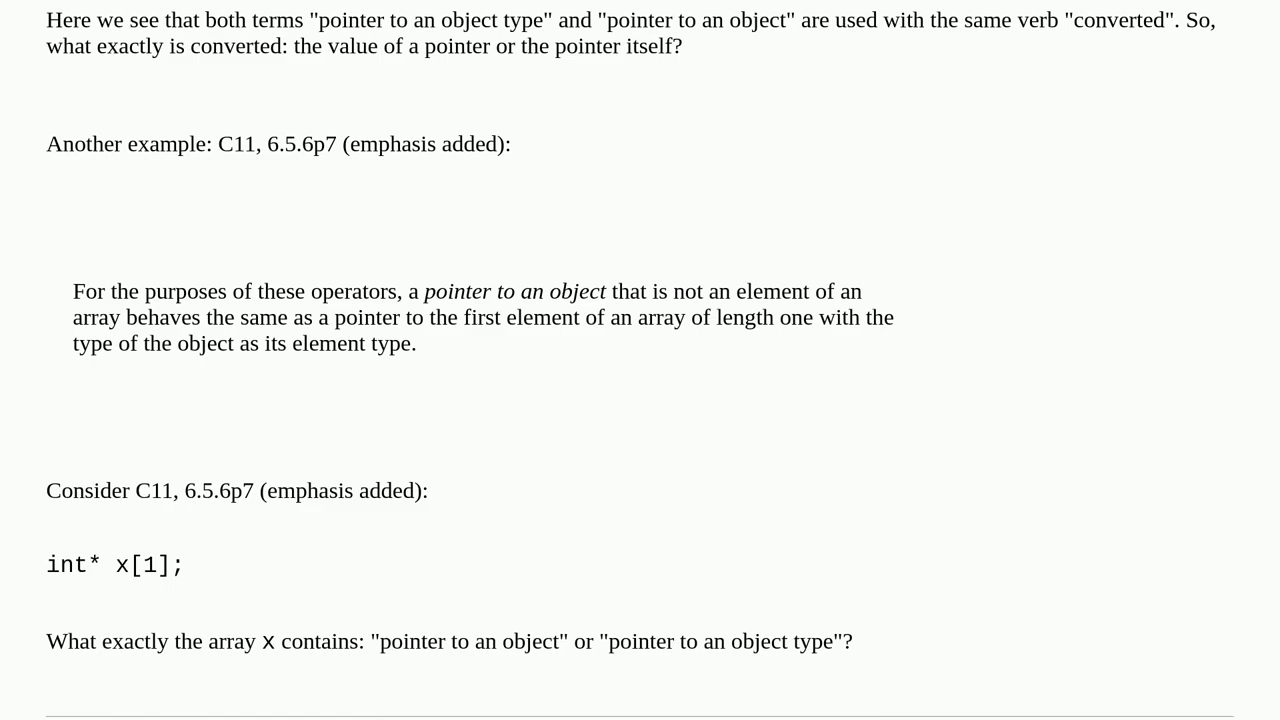 Here we see that both terms "pointer to an object type" and "pointer to an object" are used with the same verb "converted". So,
what exactly is converted: the value of a pointer or the pointer itself?
Another example: C11, 6.5.6p7 (emphasis added):
For the purposes of these operators, a pointer to an object that is not an element of an
array behaves the same as a pointer to the first element of an array of length one with the
type of the object as its element type.
Consider C11, 6.5.6p7 (emphasis added):
int* x[1];
What exactly the array x contains: "pointer to an object" or "pointer to an object type"?